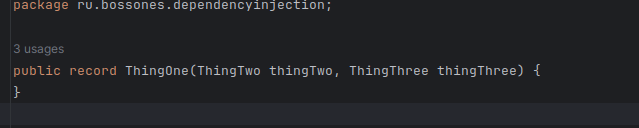 package ru.bossones.dependencyinjection;
3 usages
public record ThingOne(ThingTwo thingTwo, ThingThree thingThree) {
}